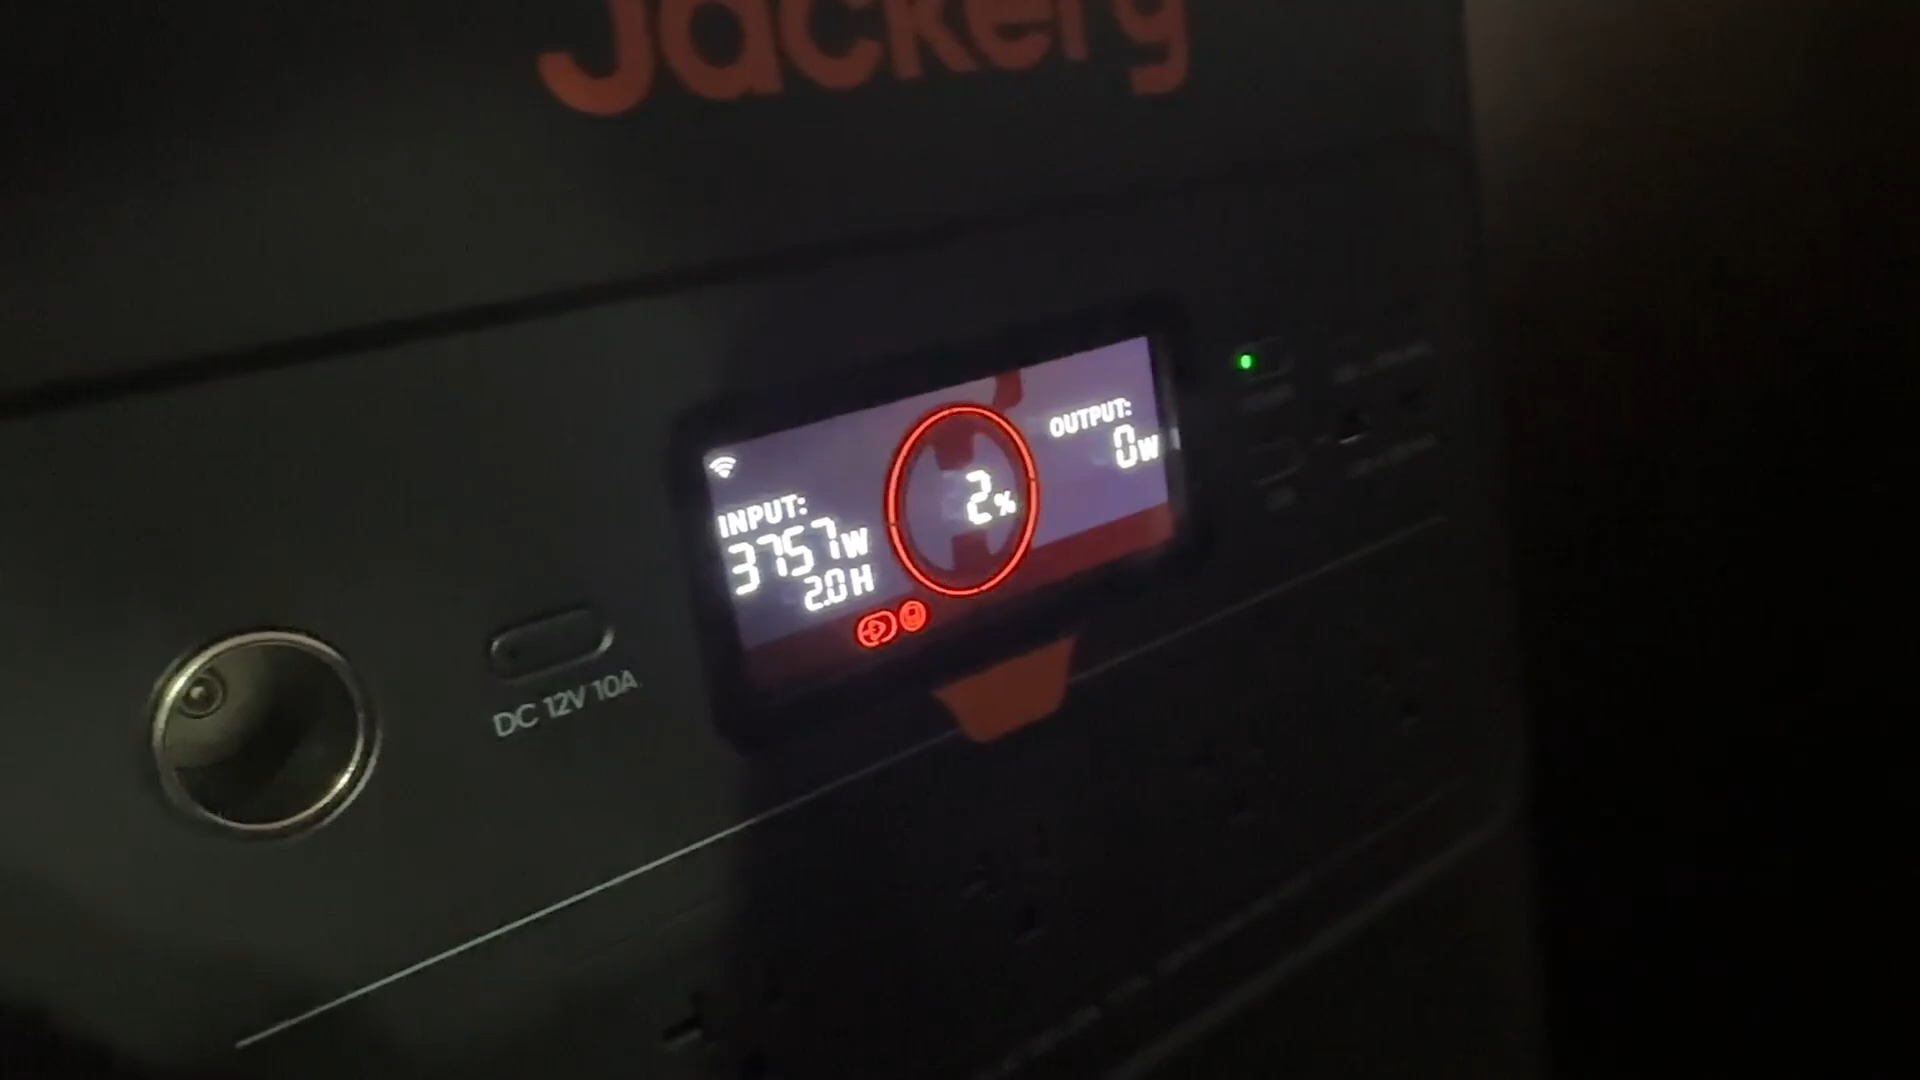 Jackery
OUTPUT:
0W
2%
INPUT:
3757W
2.0H
DC 12V 10A